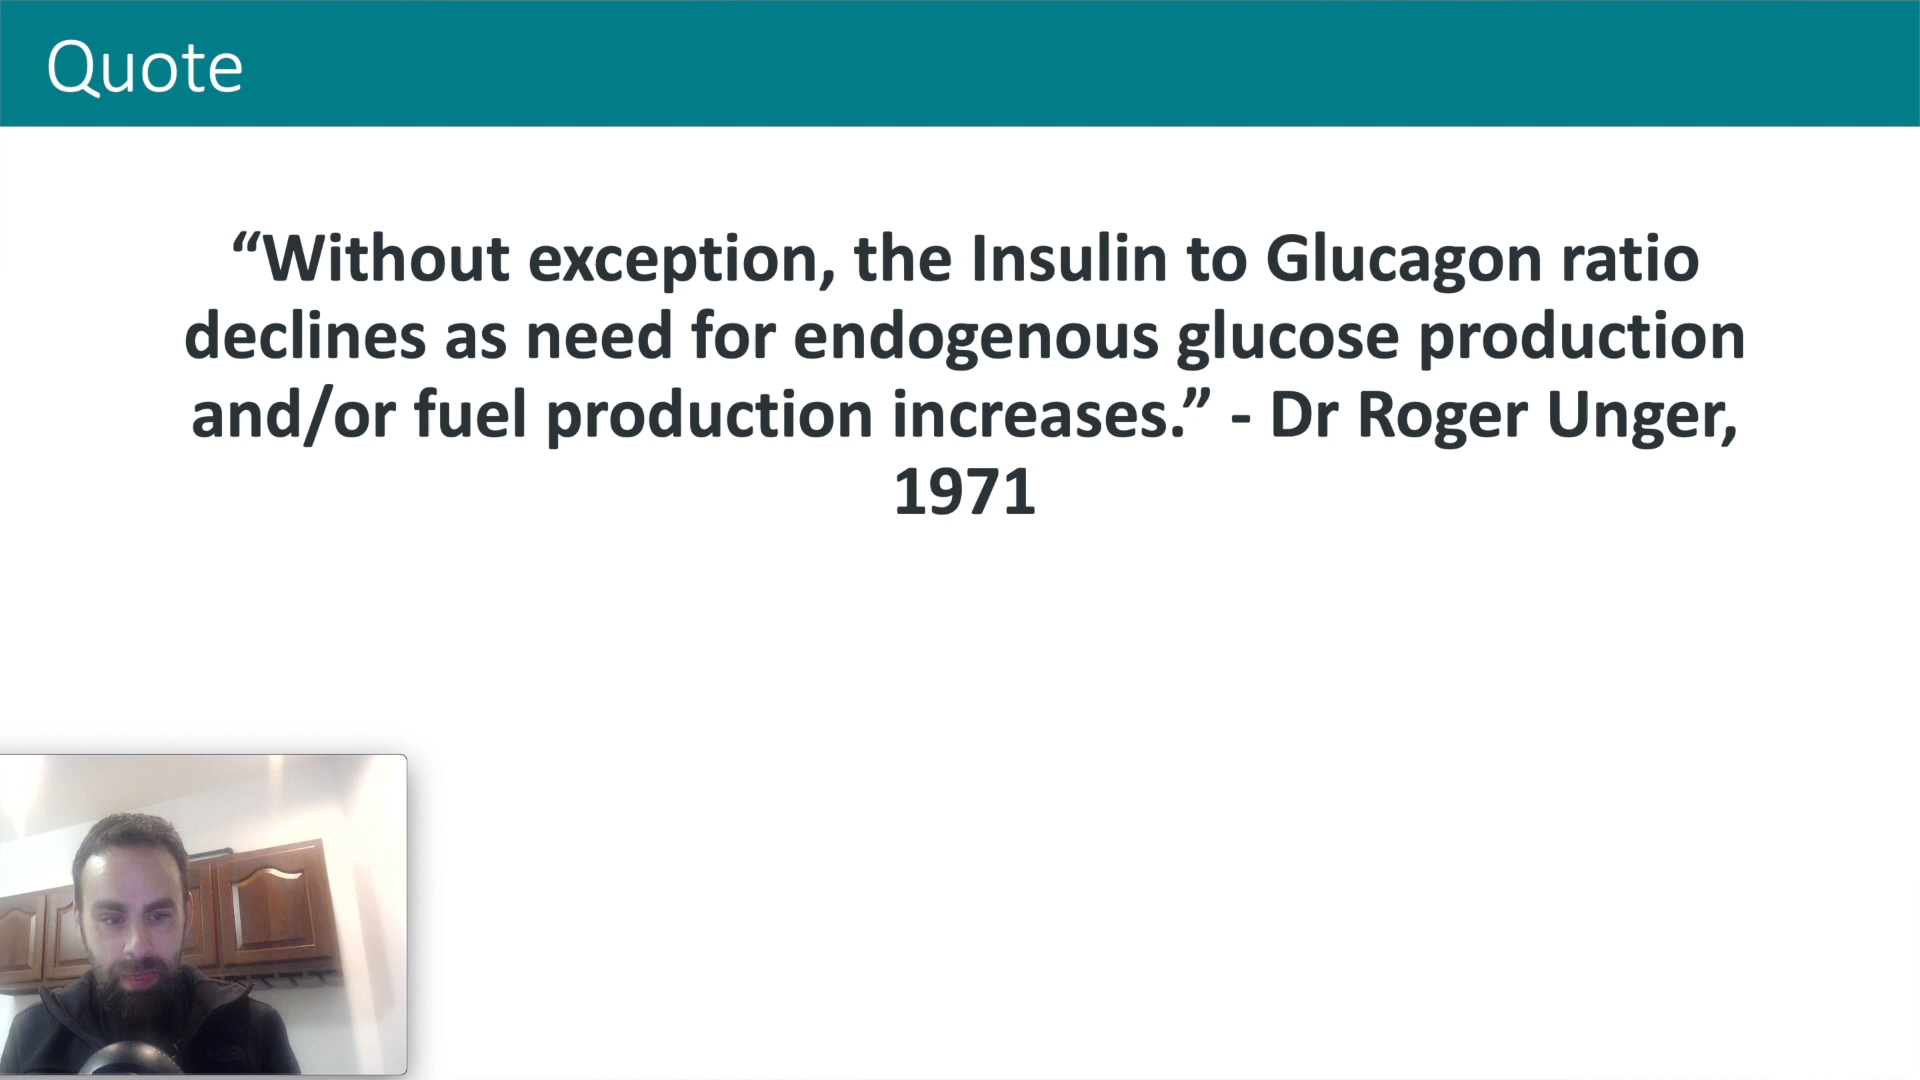 Quote
“Without exception, the Insulin to Glucagon ratio
declines as need for endogenous glucose production
and/or fuel production increases.” - Dr Roger Unger,
1971